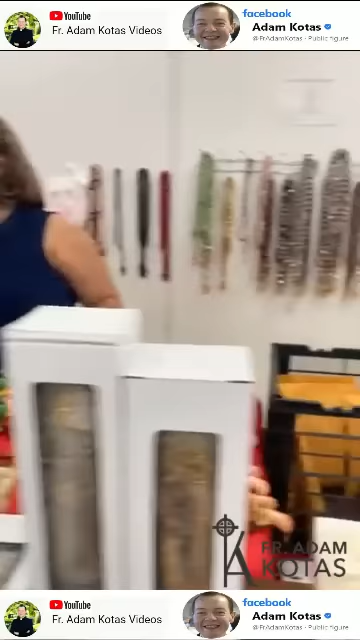 YouTube
Fr. Adam Kotas Videos
facebook
Adam Kotas
@FrAdamKotas · Public figure
FR. ADAM
KOTAS
YouTube
Fr. Adam Kotas Videos
facebook
Adam Kotas
@FrAdamKotas · Public figure